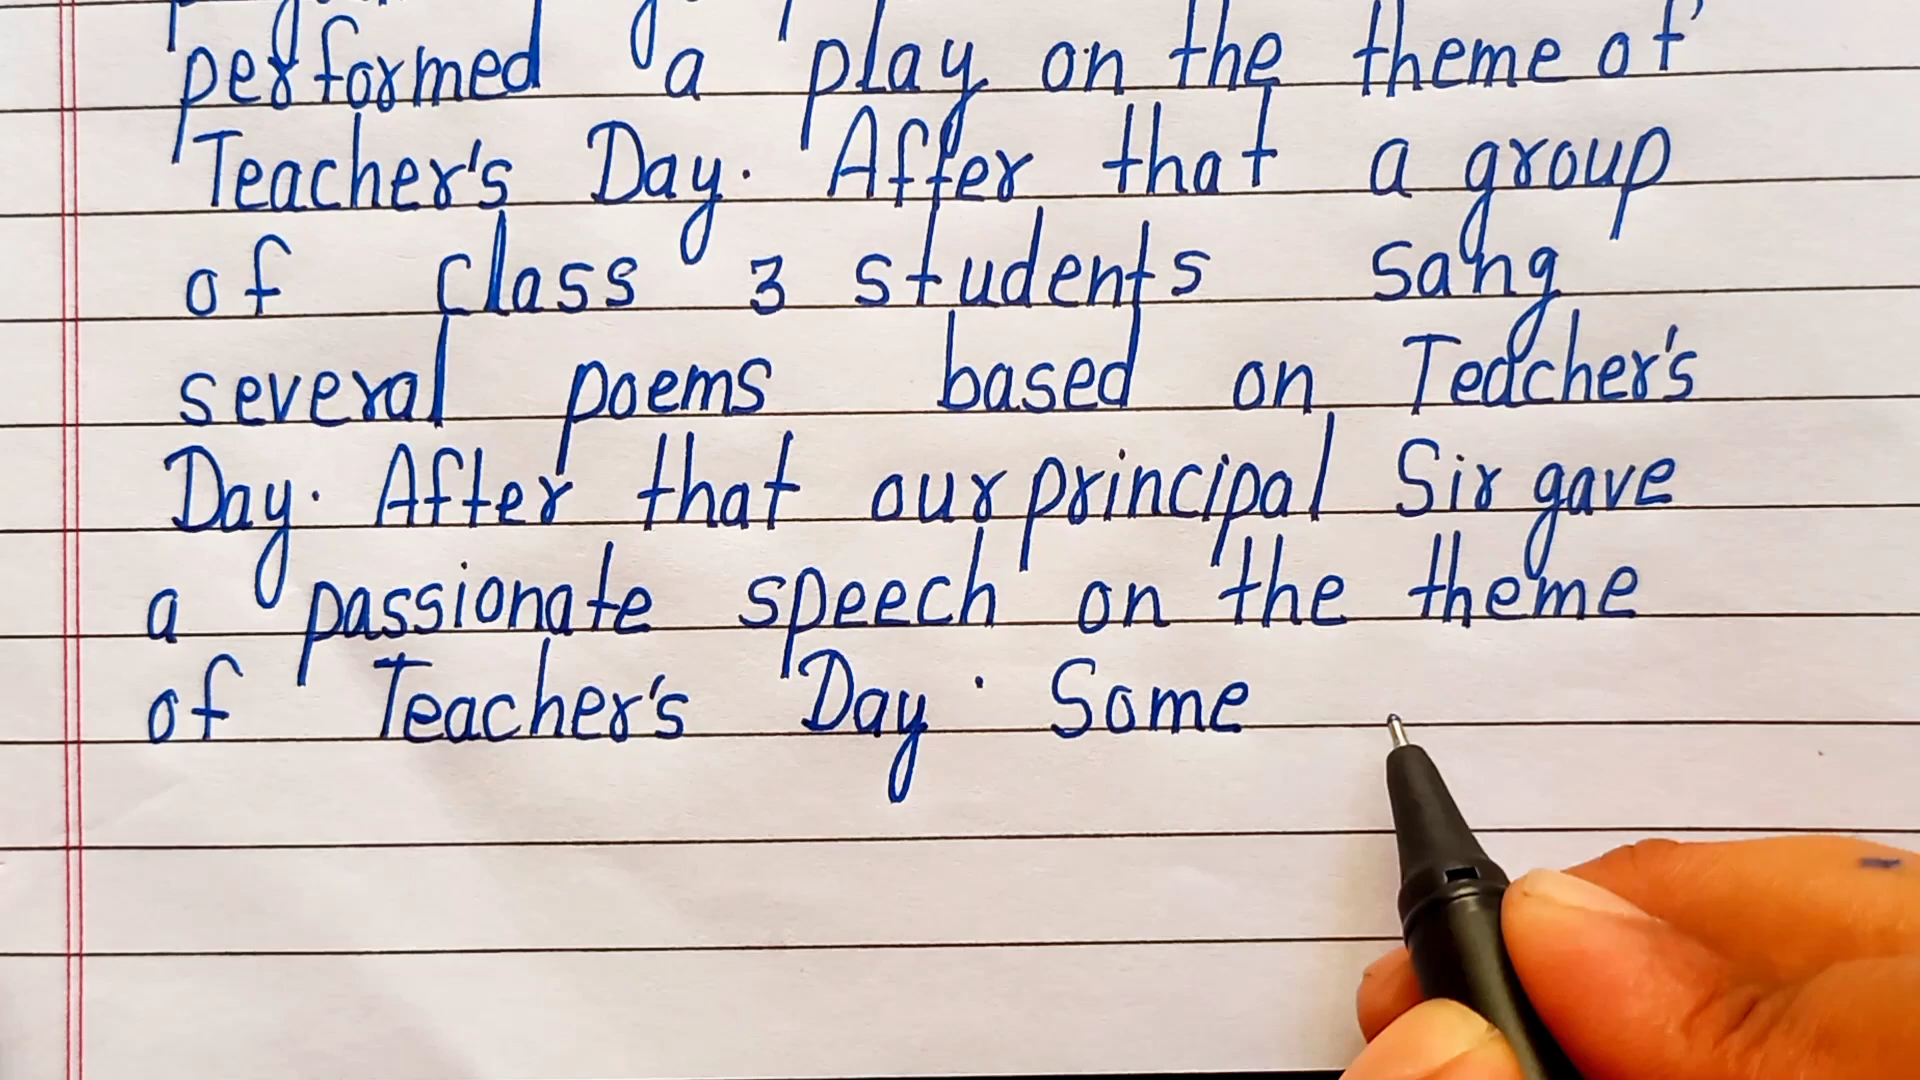 performed a play on the theme of
Teacher's Day. After that a group
of class 3 students sang
several poems based on Teacher's
Day. After that our principal Sir gave
a passionate speech on the theme
of Teacher's Day. Some